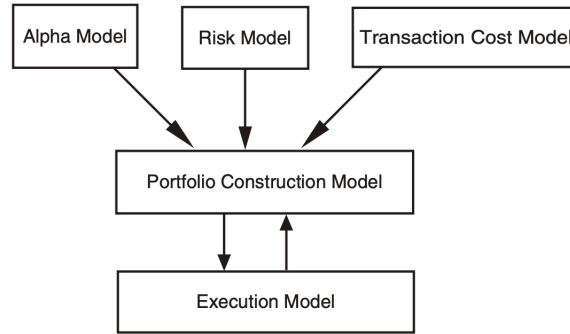 Alpha Model
Risk Model
Transaction Cost Model
Portfolio Construction Model
Execution Model